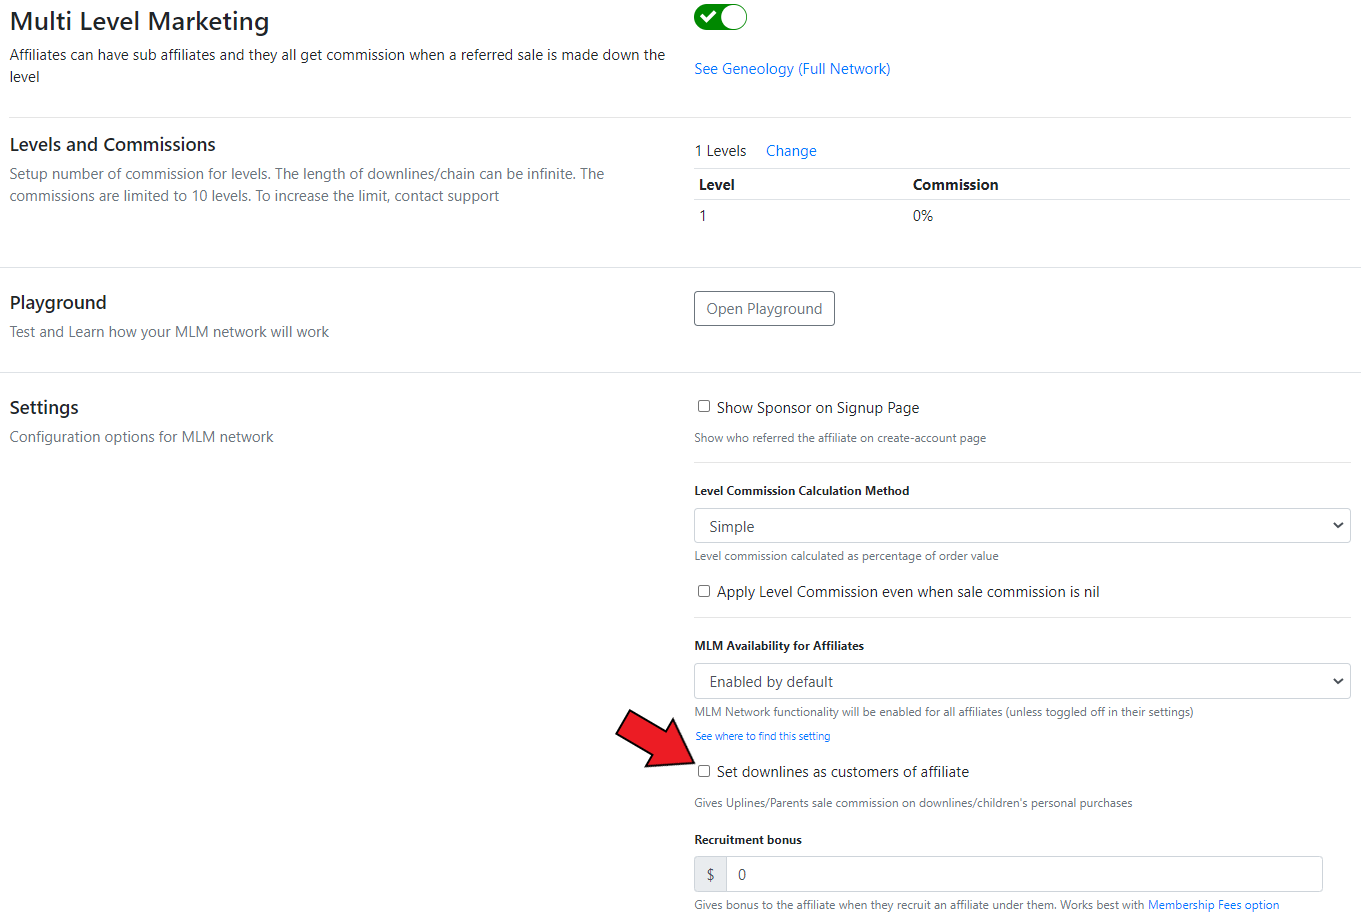 Multi Level Marketing
Affiliates can have sub affiliates and they all get commission when a referred sale is made down the
level
See Geneology (Full Network)
Levels and Commissions
Setup number of commission for levels. The length of downlines/chain can be infinite. The
commissions are limited to 10 levels. To increase the limit, contact support
1 Levels Change
Level Commission
1 0%
Playground
Test and Learn how your MLM network will work
Open Playground
Settings
Configuration options for MLM network
Show Sponsor on Signup Page
Show who referred the affiliate on create-account page
Level Commission Calculation Method
Simple
Level commission calculated as percentage of order value
Apply Level Commission even when sale commission is nil
MLM Availability for Affiliates
Enabled by default
MLM Network functionality will be enabled for all affiliates (unless toggled off in their settings)
See where to find this setting
Set downlines as customers of affiliate
Gives Uplines/Parents sale commission on downlines/children's personal purchases
Recruitment bonus
$ 0
Gives bonus to the affiliate when they recruit an affiliate under them. Works best with Membership Fees option